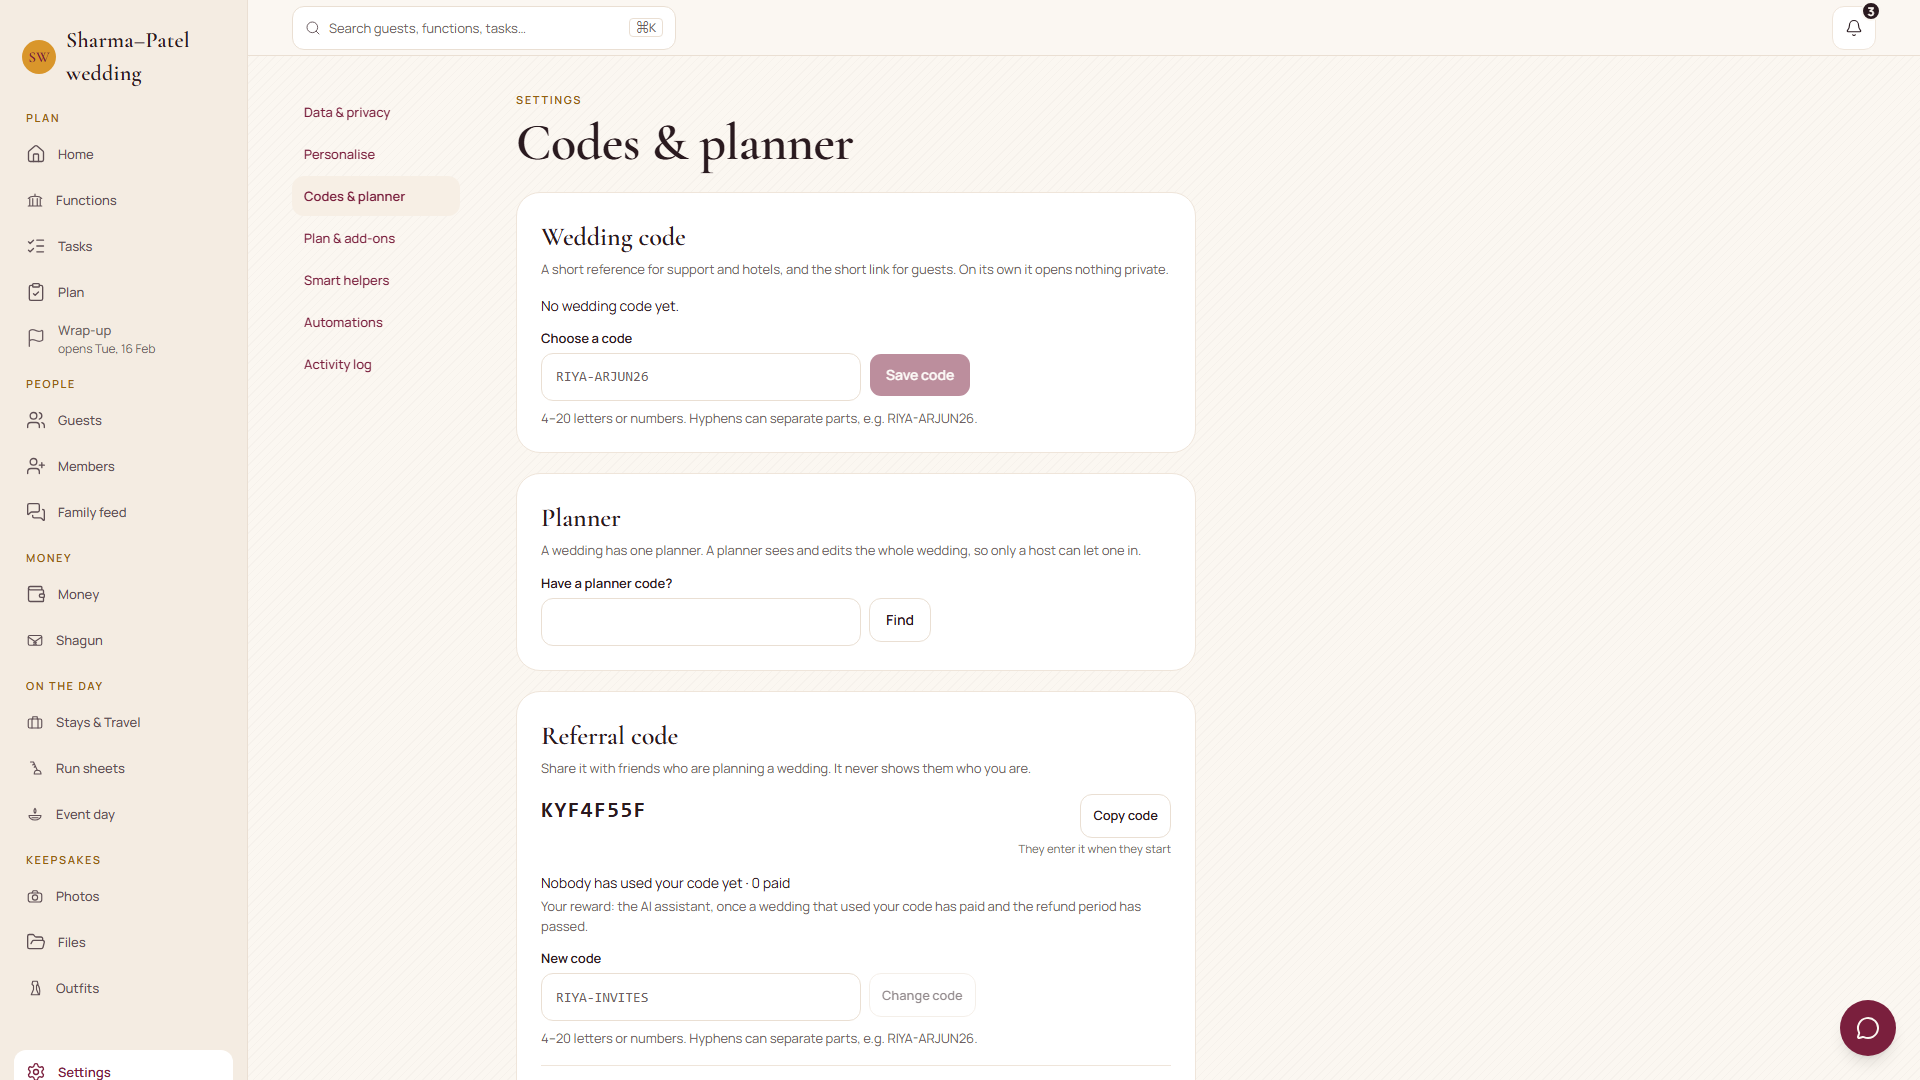 SW
Sharma–Patel
wedding
PLAN
Home
Functions
Tasks
Plan
Wrap-up
opens Tue, 16 Feb
PEOPLE
Guests
Members
Family feed
MONEY
Money
Shagun
ON THE DAY
Stays & Travel
Run sheets
Event day
KEEPSAKES
Photos
Files
Outfits
Settings
Search guests, functions, tasks…
⌘K
3
Data & privacy
Personalise
Codes & planner
Plan & add-ons
Smart helpers
Automations
Activity log
SETTINGS
Codes & planner
Wedding code
A short reference for support and hotels, and the short link for guests. On its own it opens nothing private.
No wedding code yet.
Choose a code
RIYA-ARJUN26
Save code
4–20 letters or numbers. Hyphens can separate parts, e.g. RIYA-ARJUN26.
Planner
A wedding has one planner. A planner sees and edits the whole wedding, so only a host can let one in.
Have a planner code?
Find
Referral code
Share it with friends who are planning a wedding. It never shows them who you are.
KYF4F55F
Copy code
They enter it when they start
Nobody has used your code yet · 0 paid
Your reward: the AI assistant, once a wedding that used your code has paid and the refund period has
passed.
New code
RIYA-INVITES
Change code
4–20 letters or numbers. Hyphens can separate parts, e.g. RIYA-ARJUN26.